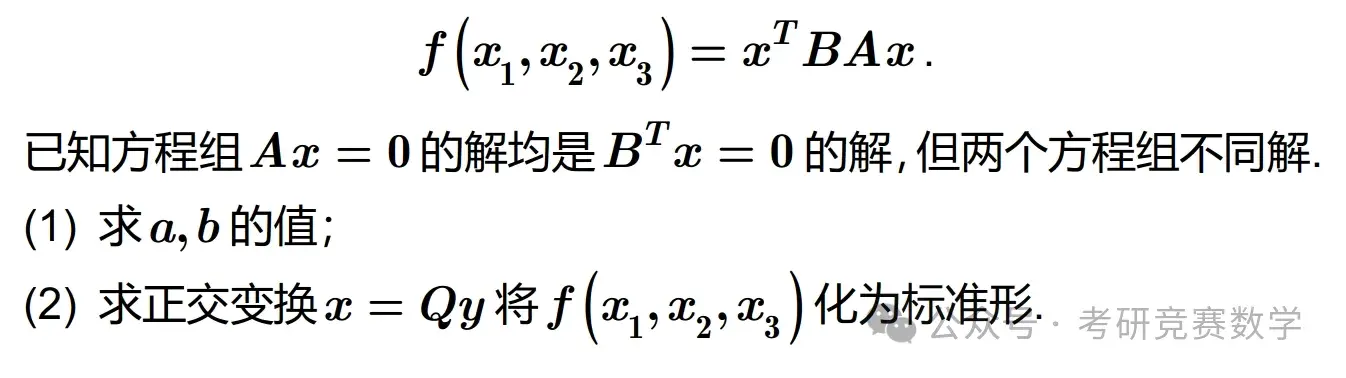 f(x₁, x₂, x₃) = xᵀBAx .
已知方程组 Ax = 0 的解均是 Bᵀx = 0 的解, 但两个方程组不同解.
(1) 求 a, b 的值;
(2) 求正交变换 x = Qy 将 f(x₁, x₂, x₃) 化为标准形.
公众号 · 考研竞赛数学